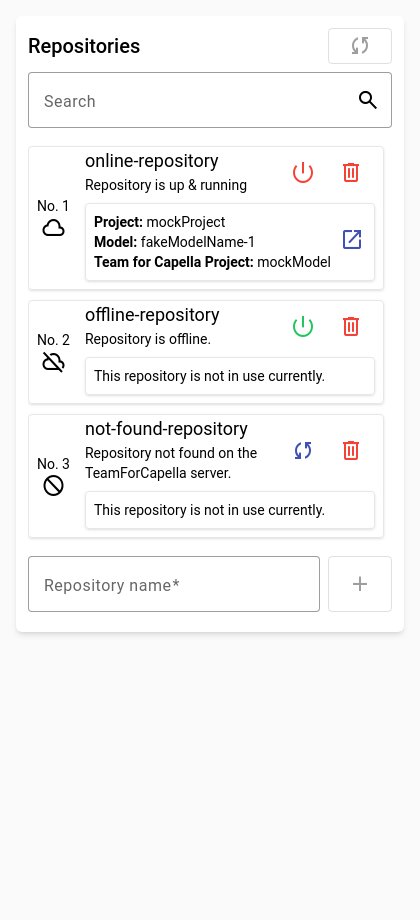 Repositories
Search
online-repository
Repository is up & running
No. 1
Project: mockProject
Model: fakeModelName-1
Team for Capella Project: mockModel
offline-repository
Repository is offline.
No. 2
This repository is not in use currently.
not-found-repository
Repository not found on the
TeamForCapella server.
No. 3
This repository is not in use currently.
Repository name*